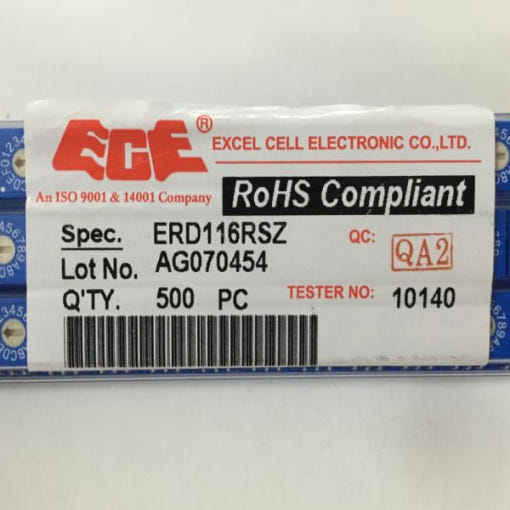 ECE®
EXCEL CELL ELECTRONIC CO.,LTD.
An ISO 9001 & 14001 Company
RoHS Compliant
Spec. ERD116RSZ
QC: QA2
Lot No. AG070454
Q'TY. 500 PC
TESTER NO: 10140